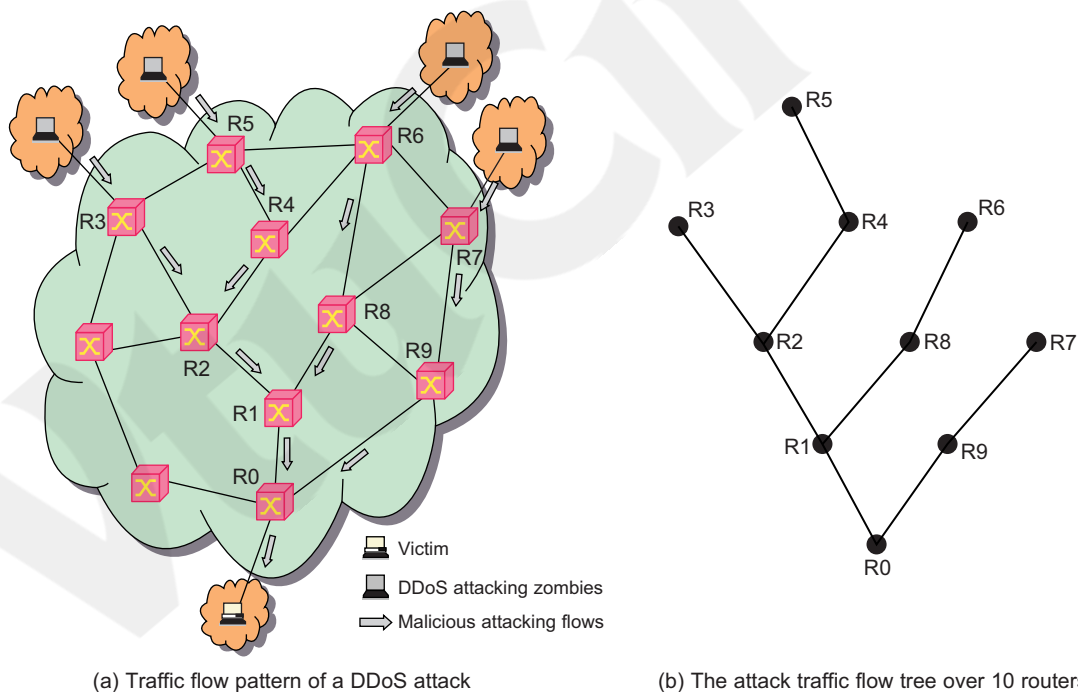 R5
R6
R4
R3
R7
R8
R2
R9
R1
R0
Victim
DDoS attacking zombies
Malicious attacking flows
(a) Traffic flow pattern of a DDoS attack
R5
R3
R4
R6
R2
R8
R7
R1
R9
R0
(b) The attack traffic flow tree over 10 routers